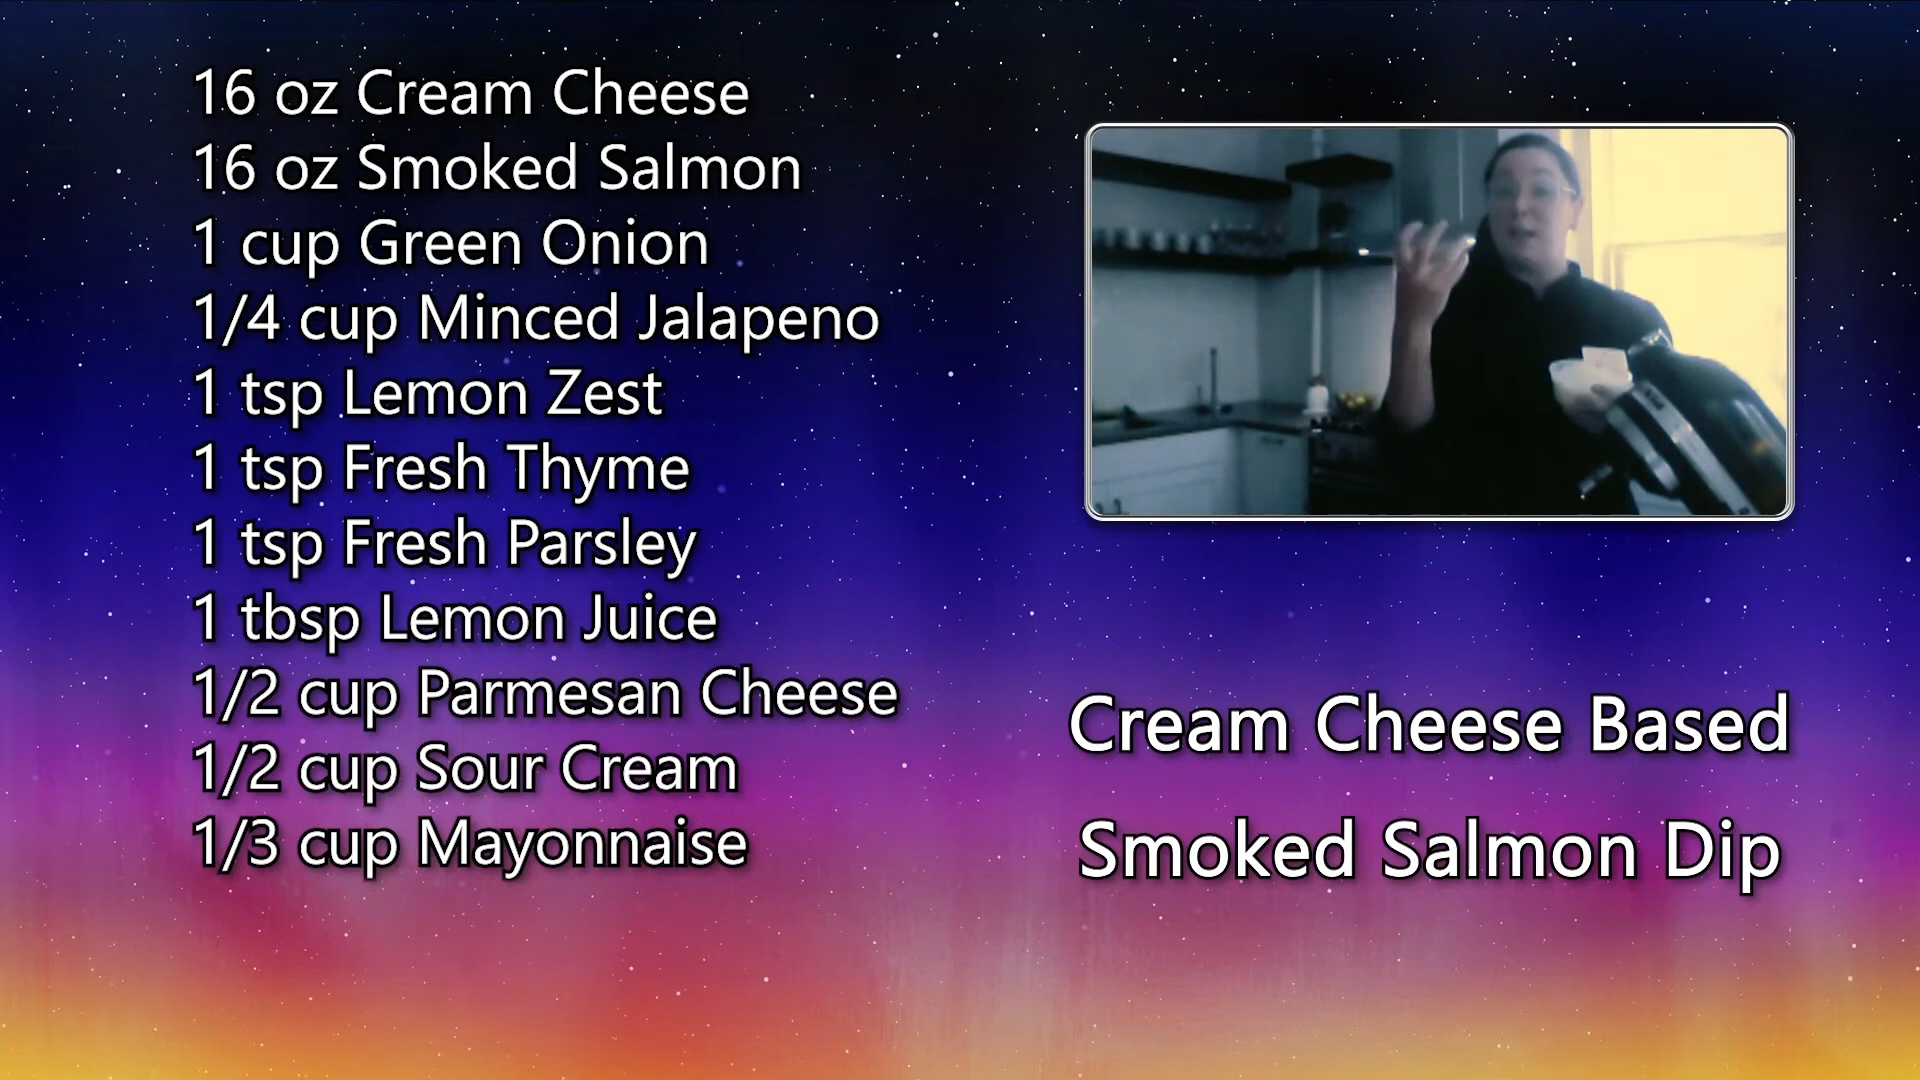 16 oz Cream Cheese
16 oz Smoked Salmon
1 cup Green Onion
1/4 cup Minced Jalapeno
1 tsp Lemon Zest
1 tsp Fresh Thyme
1 tsp Fresh Parsley
1 tbsp Lemon Juice
1/2 cup Parmesan Cheese
1/2 cup Sour Cream
1/3 cup Mayonnaise
Cream Cheese Based
Smoked Salmon Dip